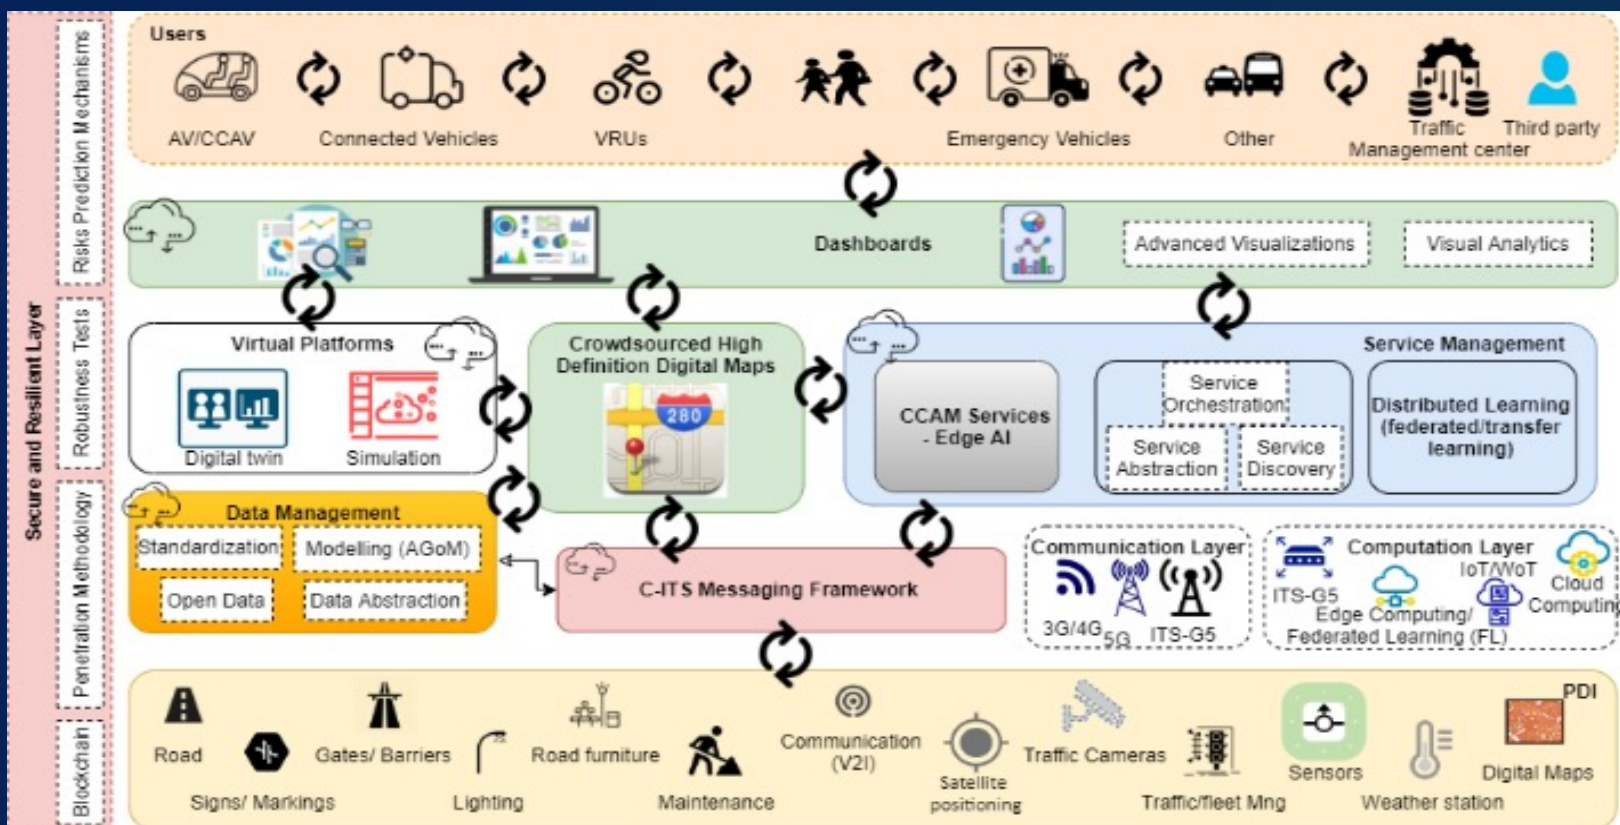 Secure and Resilient Layer
Risks Prediction Mechanisms
Robustness Tests
Penetration Methodology
Blockchain
Users
AV/CCAV
Connected Vehicles
VRUs
Emergency Vehicles
Other
Traffic
Management center
Third party
Dashboards
Advanced Visualizations
Visual Analytics
Virtual Platforms
Digital twin
Simulation
Crowdsourced High
Definition Digital Maps
280
Service Management
CCAM Services
- Edge AI
Service
Orchestration
Service
Abstraction
Service
Discovery
Distributed Learning
(federated/transfer
learning)
Data Management
Standardization
Modelling (AGoM)
Open Data
Data Abstraction
C-ITS Messaging Framework
Communication Layer
3G/4G
5G
ITS-G5
Computation Layer
ITS-G5
IoT/WoT
Edge Computing/
Federated Learning (FL)
Cloud
Computing
PDI
Road
Signs/ Markings
Gates/ Barriers
Lighting
Road furniture
Maintenance
Communication
(V2I)
Satellite
positioning
Traffic Cameras
Traffic/fleet Mng
Sensors
Weather station
Digital Maps